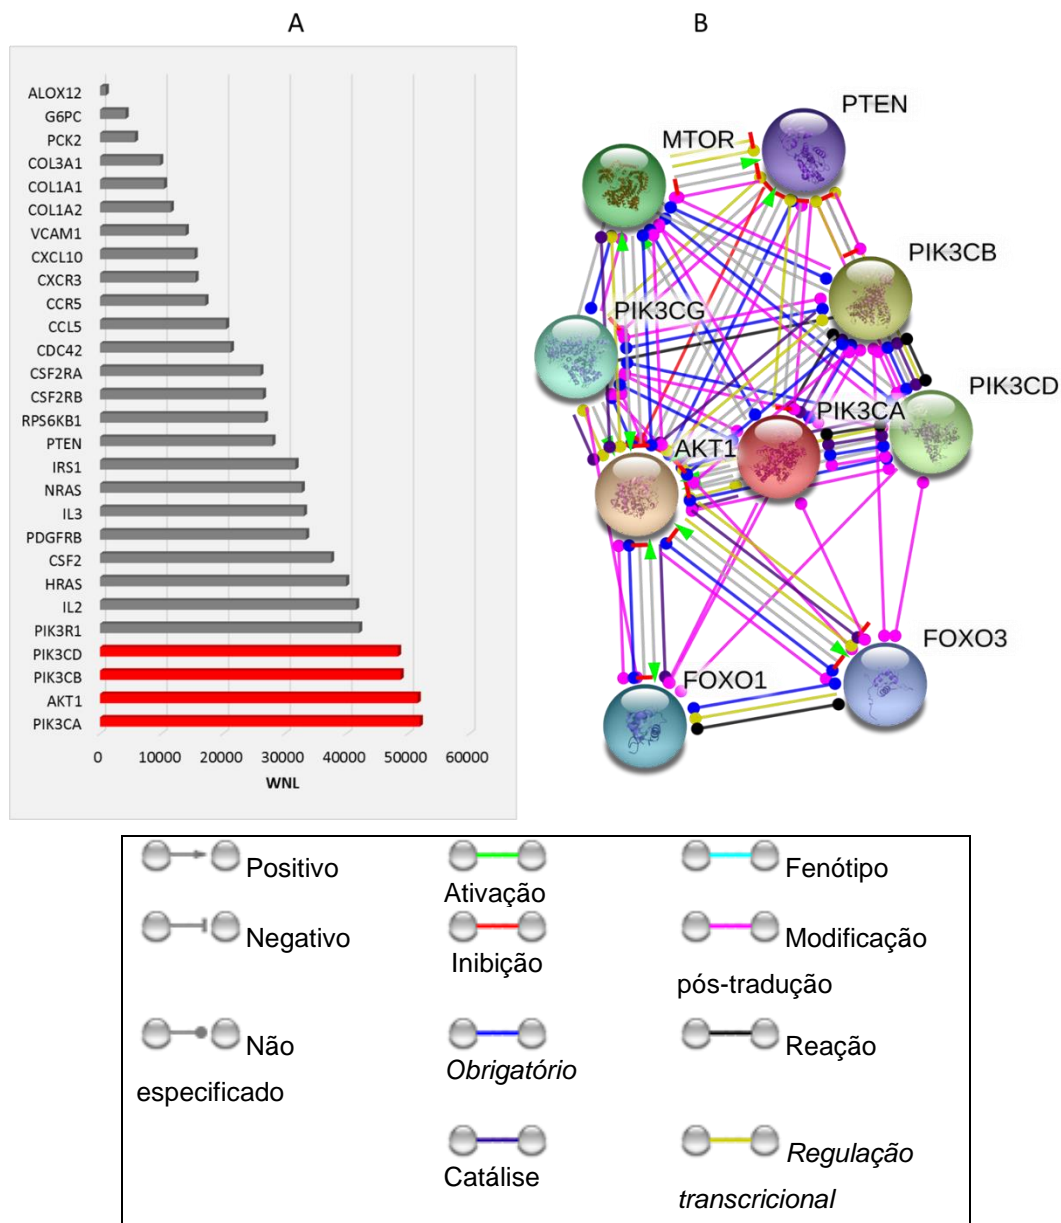 A
B
ALOX12
G6PC
PCK2
COL3A1
COL1A1
COL1A2
VCAM1
CXCL10
CXCR3
CCR5
CCL5
CDC42
CSF2RA
CSF2RB
RPS6KB1
PTEN
IRS1
NRAS
IL3
PDGFRB
CSF2
HRAS
IL2
PIK3R1
PIK3CD
PIK3CB
AKT1
PIK3CA
0 10000 20000 30000 40000 50000 60000
WNL
PTEN
MTOR
PIK3CB
PIK3CG
PIK3CD
PIK3CA
AKT1
FOXO3
FOXO1
Positivo
Ativação
Fenótipo
Negativo
Inibição
Modificação
pós-tradução
Não
especificado
Obrigatório
Reação
Catálise
Regulação
transcricional